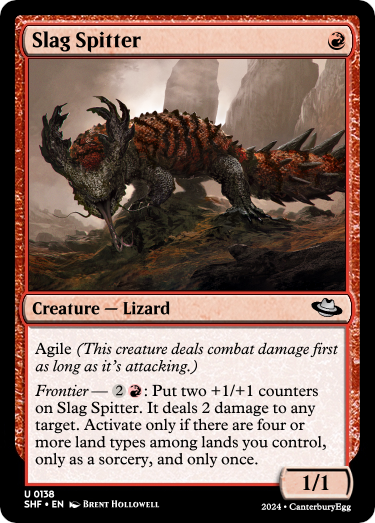 Slag Spitter
Creature — Lizard
Agile (This creature deals combat damage first
as long as it's attacking.)
Frontier — 2R: Put two +1/+1 counters
on Slag Spitter. It deals 2 damage to any
target. Activate only if there are four or
more land types among lands you control,
only as a sorcery, and only once.
1/1
U 0138
SHF • EN Brent Hollowell
2024 • CanterburyEgg